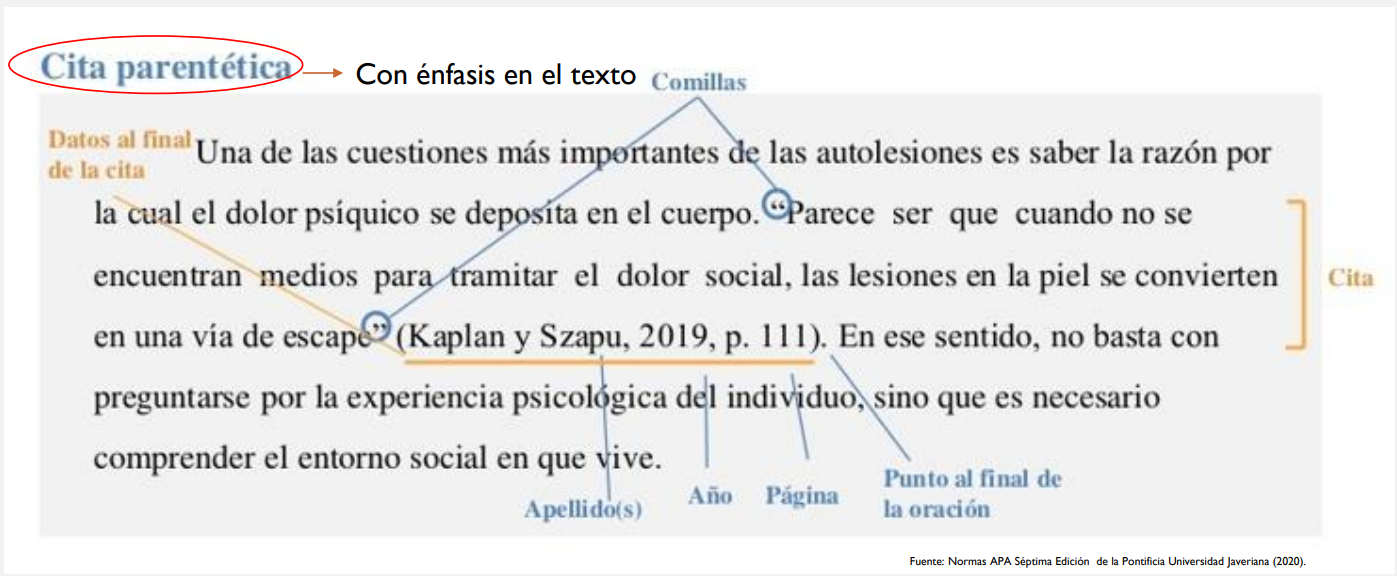 Cita parentética
Con énfasis en el texto
Comillas
Datos al final
de la cita
Una de las cuestiones más importantes de las autolesiones es saber la razón por
la cual el dolor psíquico se deposita en el cuerpo. “Parece ser que cuando no se
encuentran medios para tramitar el dolor social, las lesiones en la piel se convierten
en una vía de escape” (Kaplan y Szapu, 2019, p. 111). En ese sentido, no basta con
preguntarse por la experiencia psicológica del individuo, sino que es necesario
comprender el entorno social en que vive.
Cita
Apellido(s)
Año
Página
Punto al final de
la oración
Fuente: Normas APA Séptima Edición de la Pontificia Universidad Javeriana (2020).